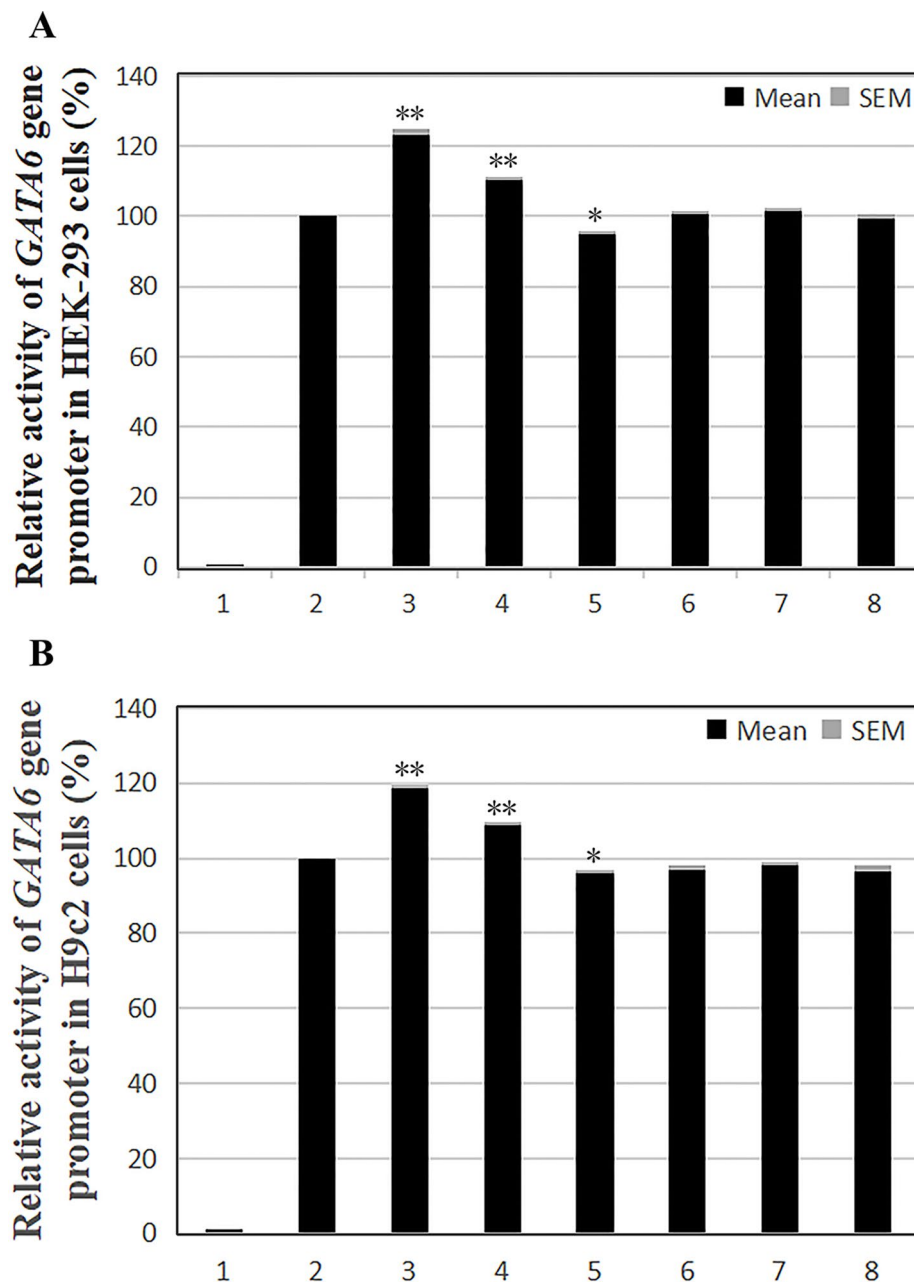 A
Relative activity of GATA6 gene
promoter in HEK-293 cells (%)
140
120
100
80
60
40
20
0
Mean SEM
**
**
*
1 2 3 4 5 6 7 8
B
Relative activity of GATA6 gene
promoter in H9c2 cells (%)
140
120
100
80
60
40
20
0
Mean SEM
**
**
*
1 2 3 4 5 6 7 8